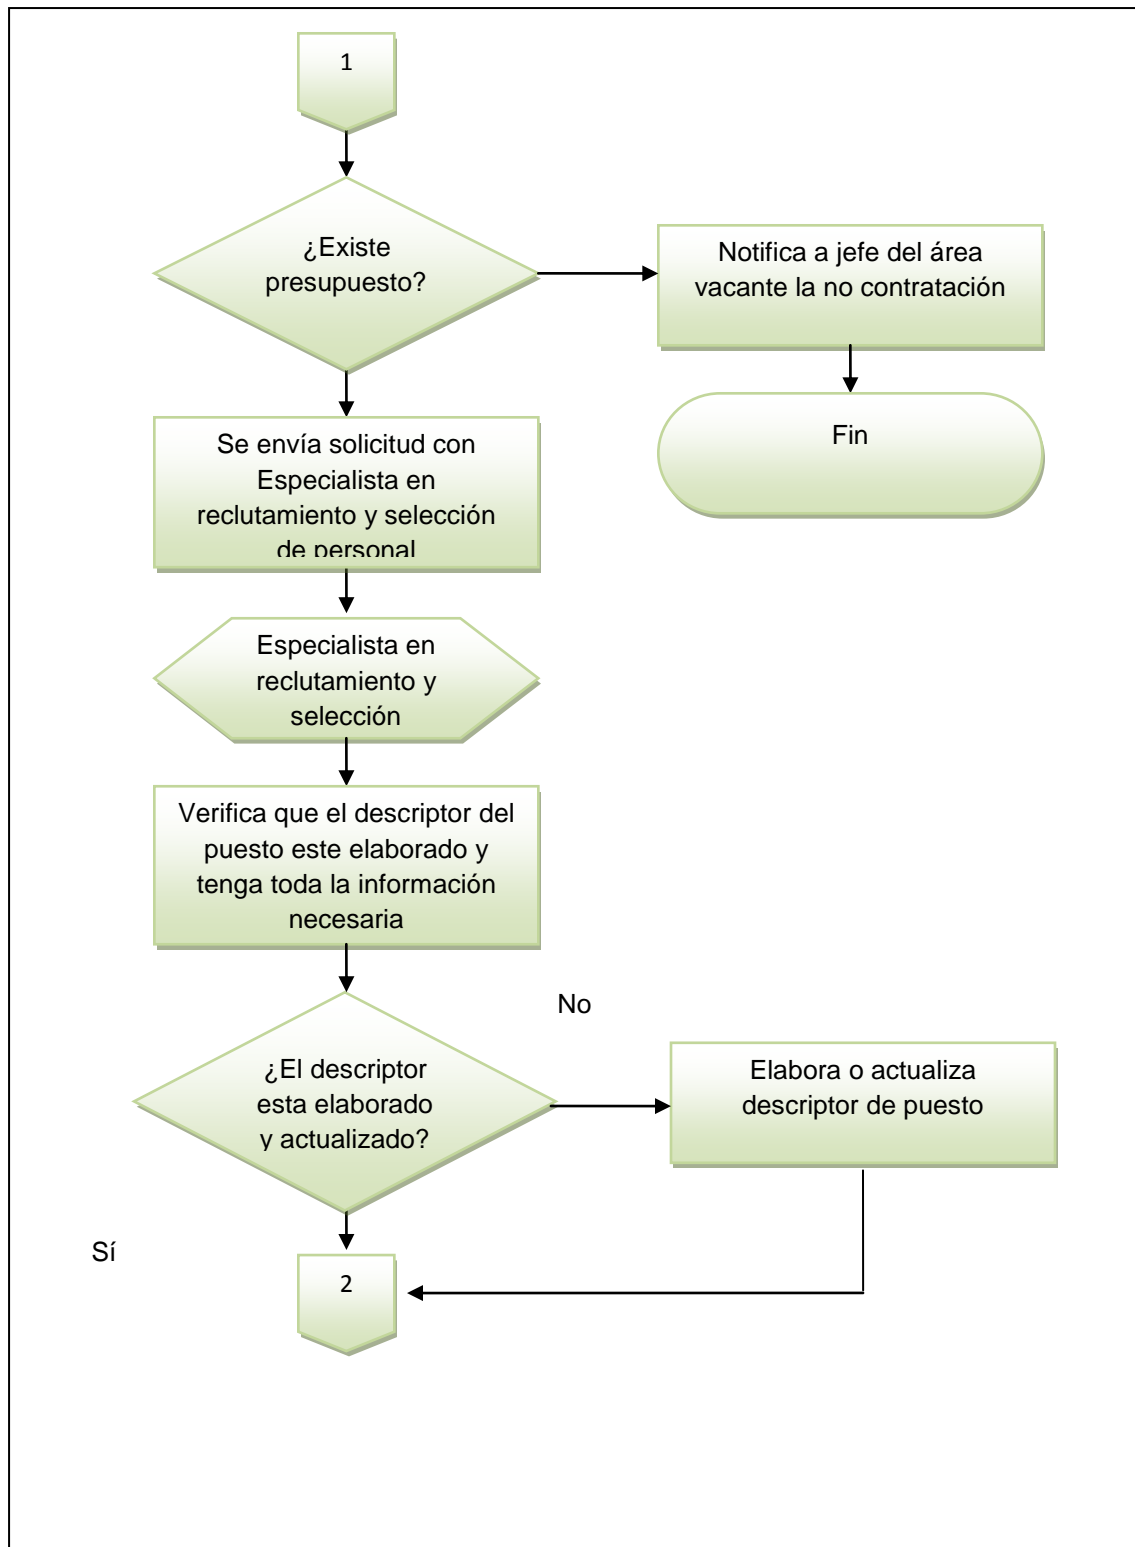 1
¿Existe
presupuesto?
Notifica a jefe del área
vacante la no contratación
Fin
Se envía solicitud con
Especialista en
reclutamiento y selección
de personal
Especialista en
reclutamiento y
selección
Verifica que el descriptor del
puesto este elaborado y
tenga toda la información
necesaria
No
¿El descriptor
esta elaborado
y actualizado?
Elabora o actualiza
descriptor de puesto
Sí
2